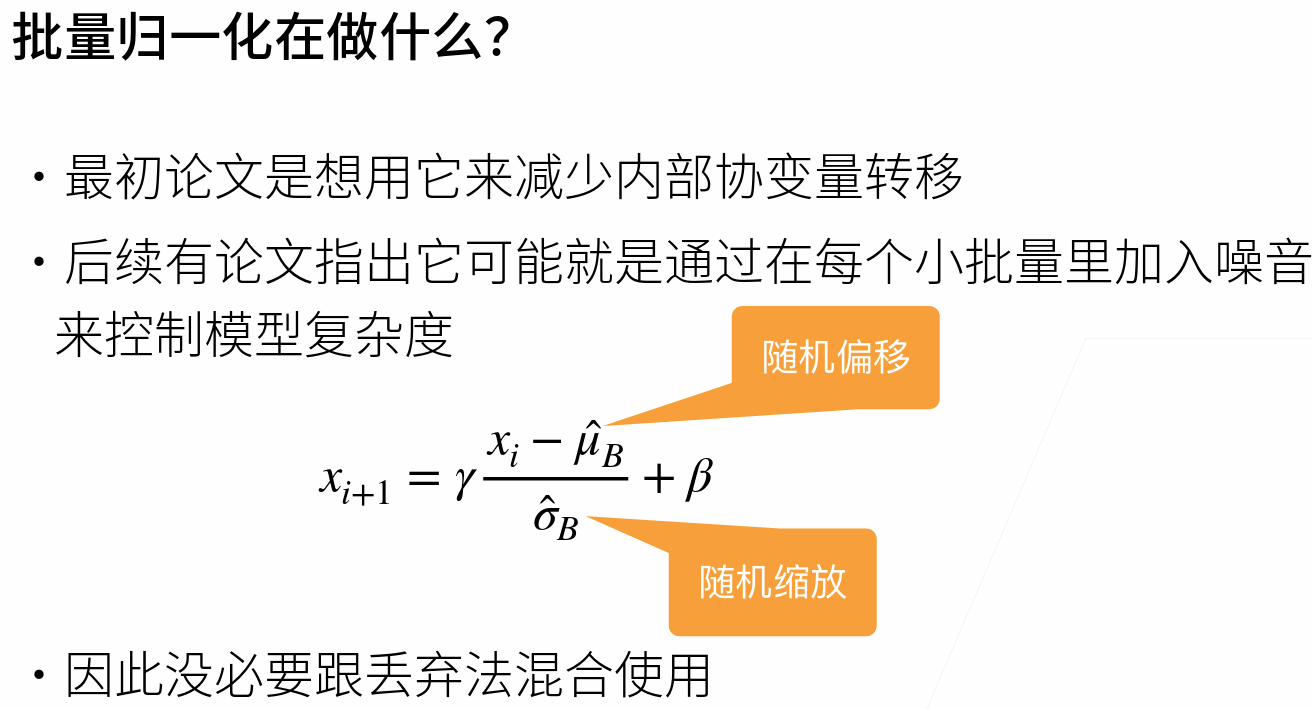 批量归一化在做什么？
・最初论文是想用它来减少内部协变量转移
・后续有论文指出它可能就是通过在每个小批量里加入噪音
来控制模型复杂度
随机偏移
x_{i+1} = γ \frac{x_i − \hat{μ}_B}{\hat{σ}_B} + β
随机缩放
・因此没必要跟丢弃法混合使用